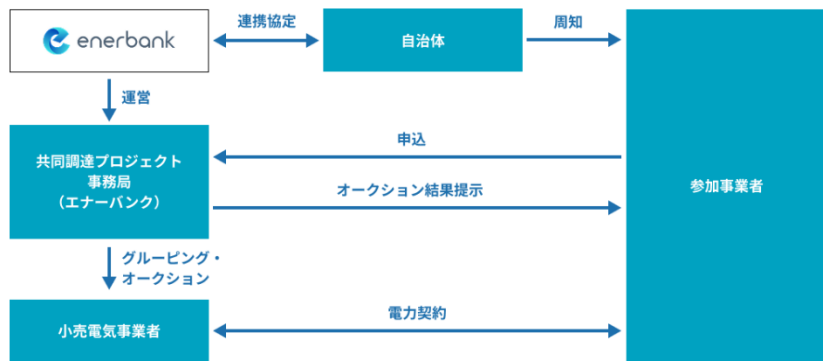 enerbank
連携協定
自治体
周知
運営
申込
共同調達プロジェクト
事務局
（エナーバンク）
オークション結果提示
参加事業者
グルーピング・
オークション
小売電気事業者
電力契約